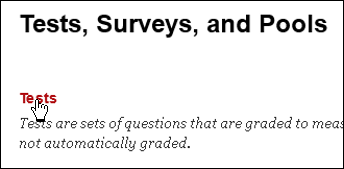 Tests, Surveys, and Pools
Tests
Tests are sets of questions that are graded to
not automatically graded.